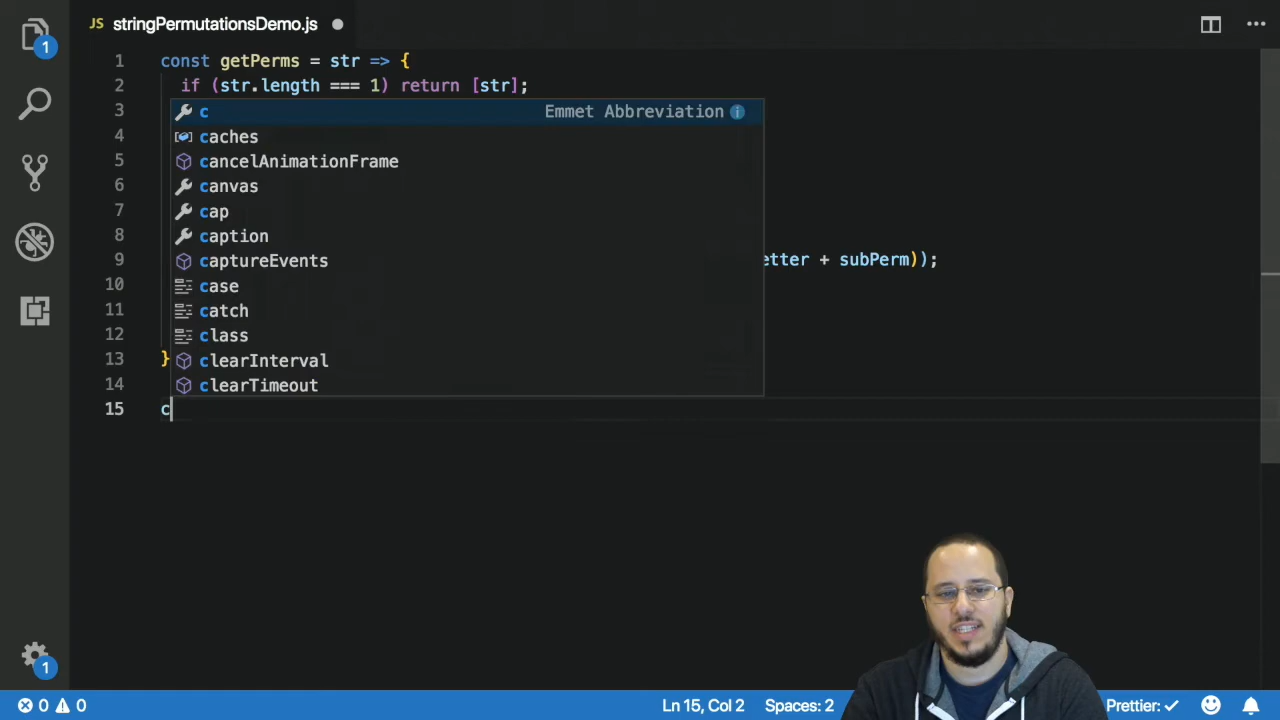 1
JS stringPermutationsDemo.js
1 const getPerms = str => {
2 if (str.length === 1) return [str];
3
c Emmet Abbreviation
4
caches
5
cancelAnimationFrame
6
canvas
7
cap
8
caption
9
captureEvents
etter + subPerm));
10
case
11
catch
12
class
13 }
clearInterval
14
clearTimeout
15 c
1
0 0 Ln 15, Col 2 Spaces: 2 Prettier: ✓